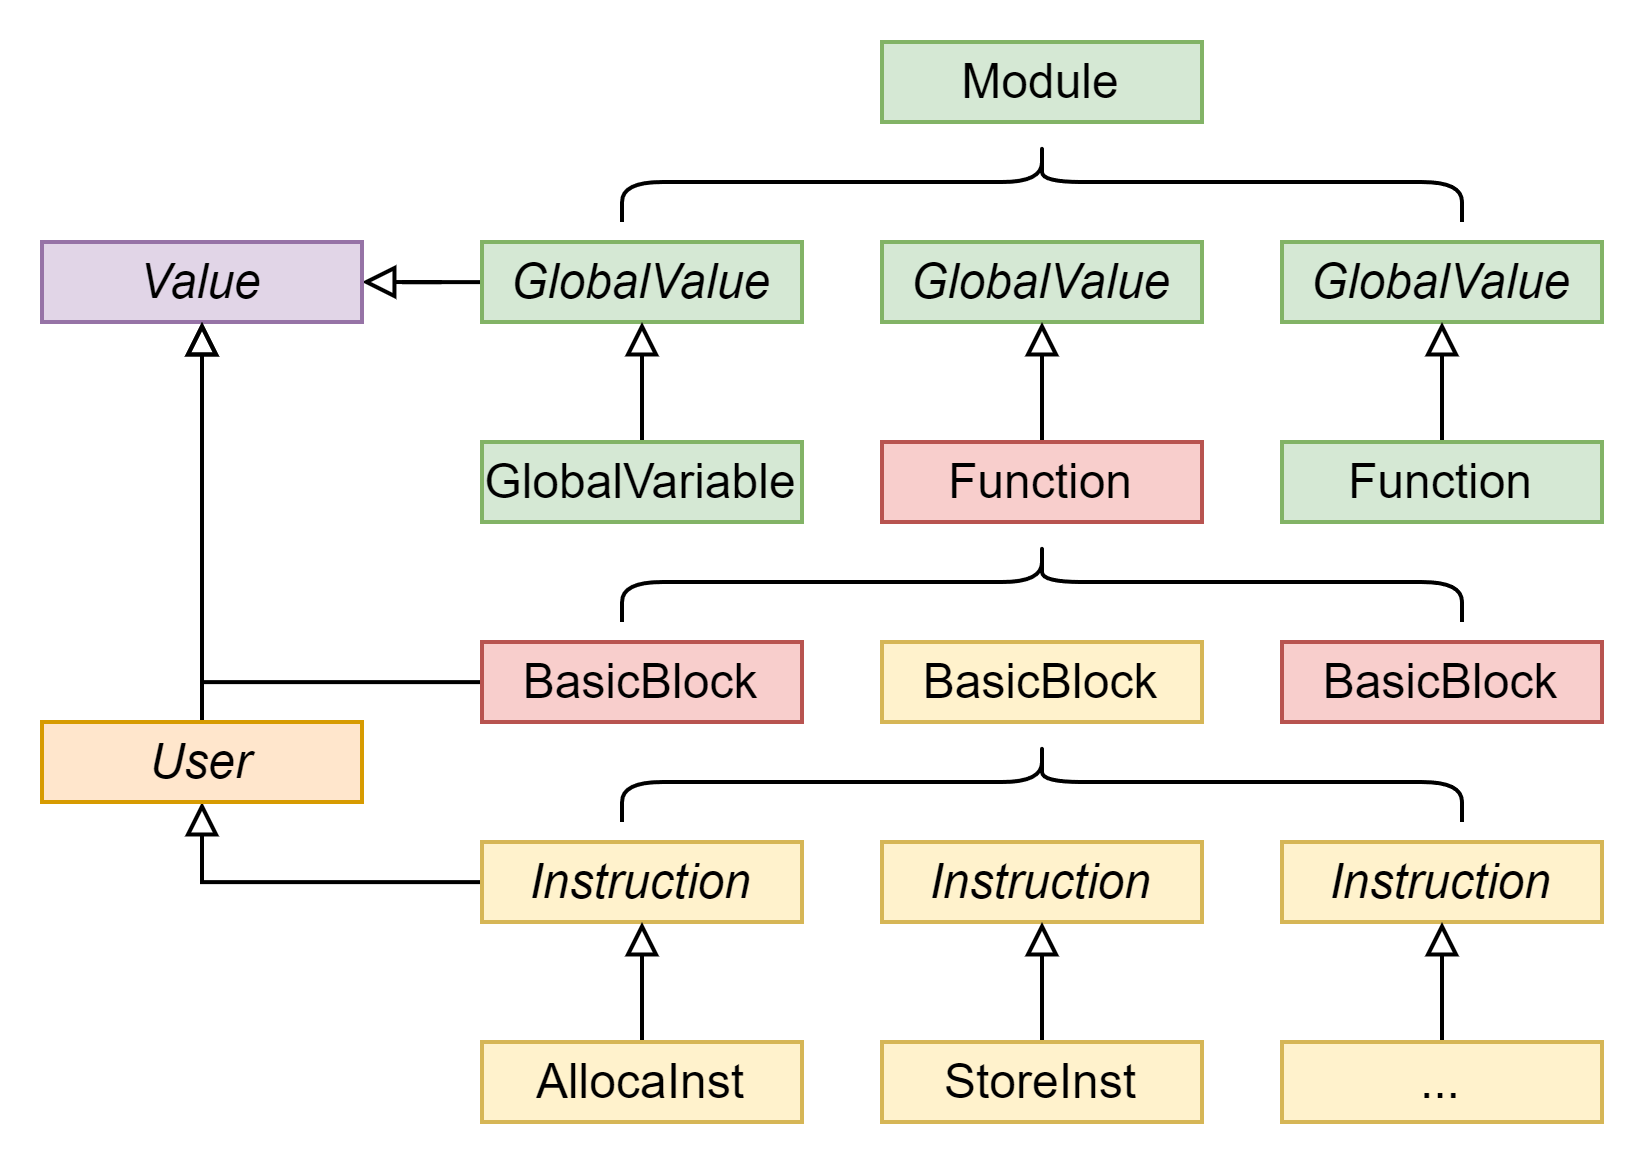 Module
Value
GlobalValue
GlobalValue
GlobalValue
GlobalVariable
Function
Function
BasicBlock
BasicBlock
BasicBlock
User
Instruction
Instruction
Instruction
AllocaInst
StoreInst
...